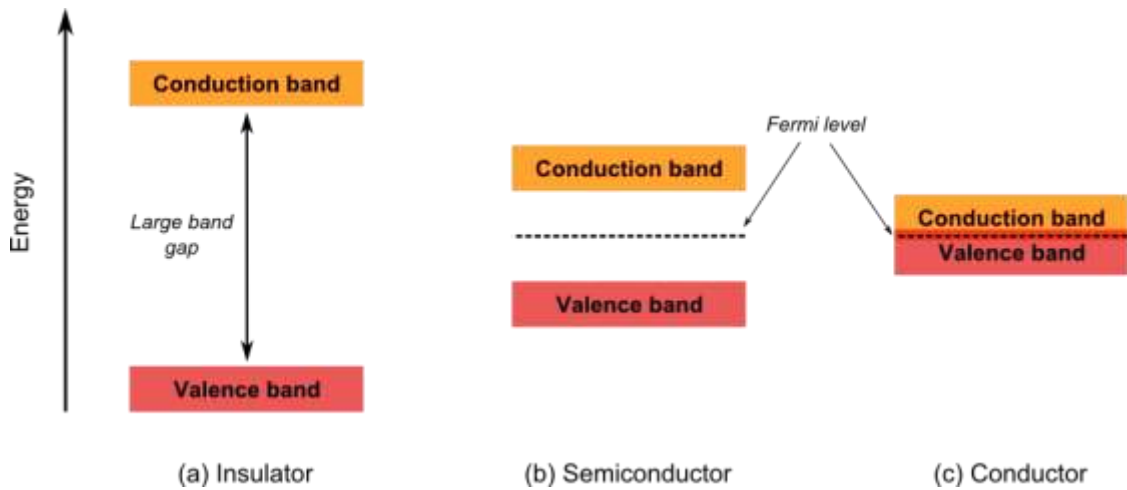 Energy
Conduction band
Large band
gap
Valence band
(a) Insulator
Fermi level
Conduction band
Valence band
(b) Semiconductor
Conduction band
Valence band
(c) Conductor